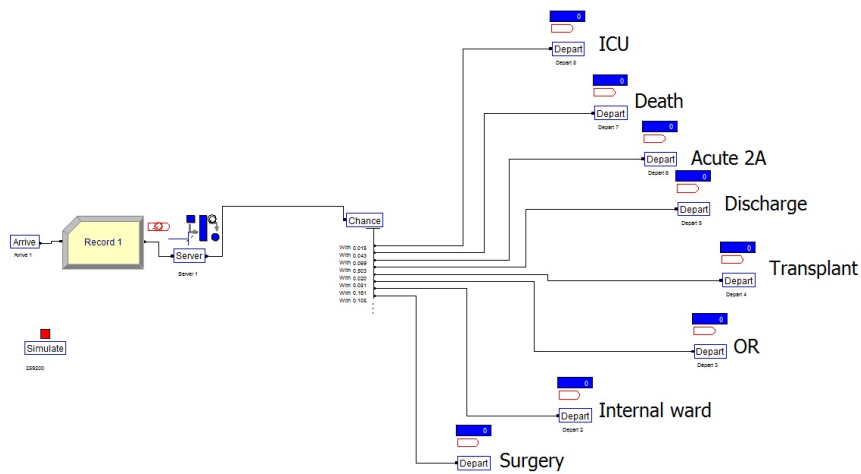 0
Depart
ICU
Depart 8
0
Depart
Death
Depart 7
0
Depart
Acute 2A
Depart 6
0
Depart
Discharge
Depart 5
Arrive
Arrive 1
Record 1
Server
Server 1
Chance
With 0.015
With 0.043
With 0.069
With 0.503
With 0.020
With 0.081
With 0.161
With 0.108
0
Depart
Transplant
Depart 4
0
Depart
OR
Depart 3
Simulate
259200
0
Depart
Internal ward
Depart 2
0
Depart
Surgery